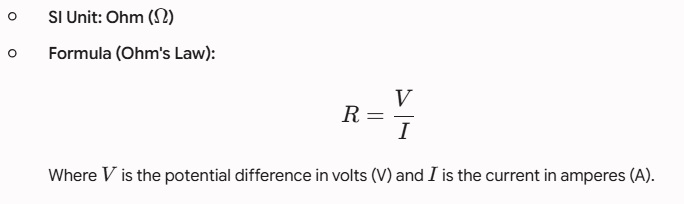 ○ SI Unit: Ohm (Ω)
○ Formula (Ohm's Law):
R = V/I
Where V is the potential difference in volts (V) and I is the current in amperes (A).